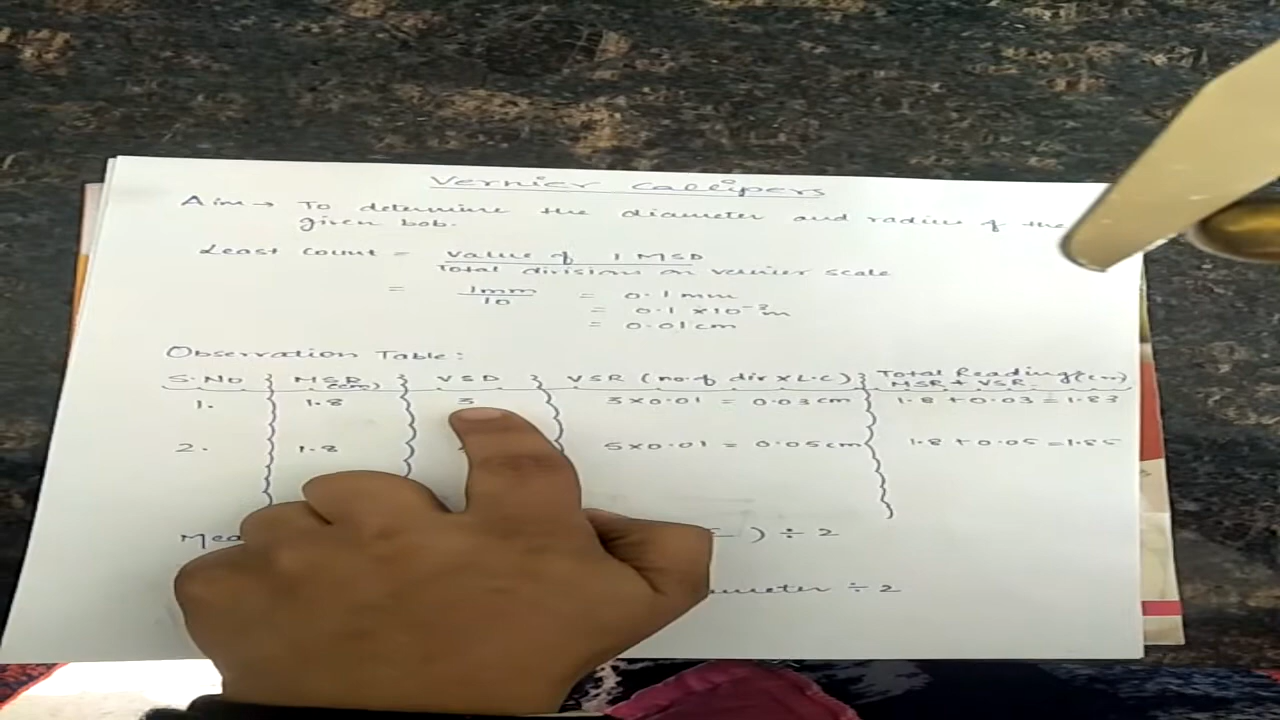 Vernier Callipers
Aim → To determine the diameter and radius of the
given bob.
Least Count = Value of 1 MSD
Total divisions on vernier scale
= 1mm = 0.1 mm
10
= 0.1 × 10⁻³m
= 0.01 cm
Observation Table:
S.No MSR (cm) VSD VSR (no. of div × L.C) Total Reading (cm)
MSR + VSR
1. 1.8 3 3×0.01 = 0.03 cm 1.8 + 0.03 = 1.83
2. 1.8 5×0.01 = 0.05 cm 1.8 + 0.05 = 1.85
) ÷ 2
÷ 2